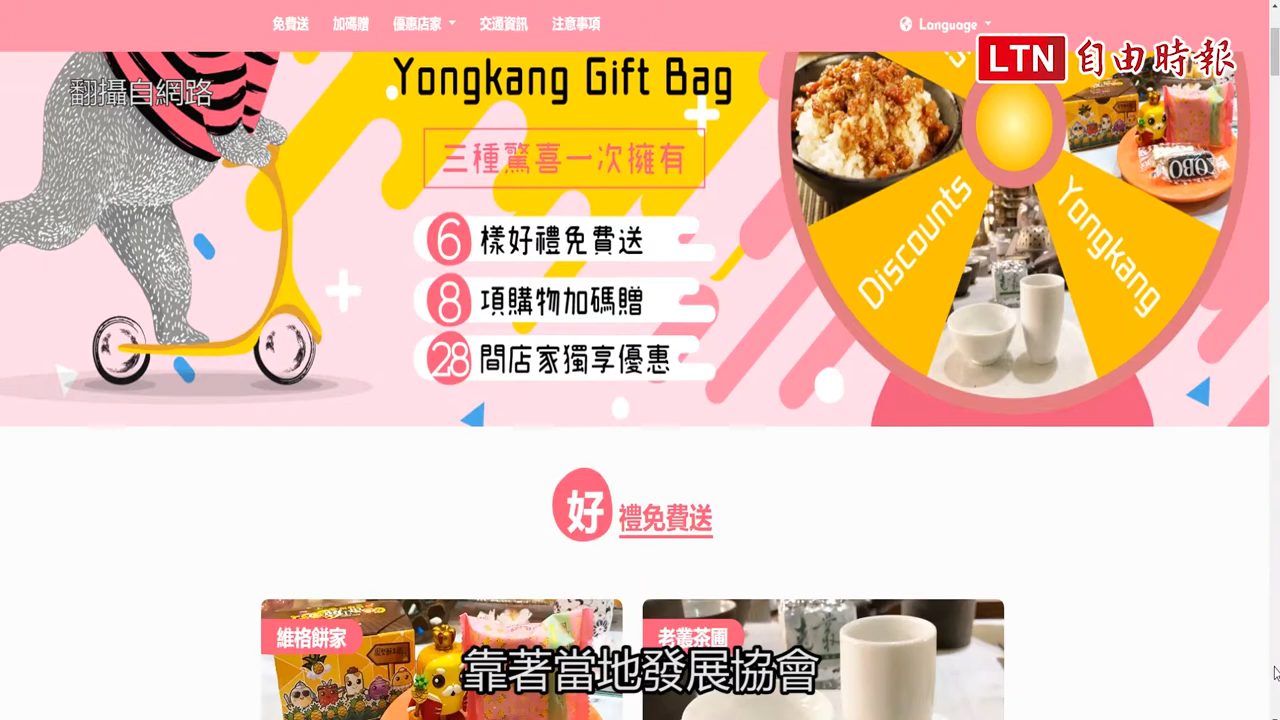 免費送 加碼贈 優惠店家 交通資訊 注意事項 Language
LTN 自由時報
翻攝自網路
Yongkang Gift Bag
三種驚喜一次擁有
6 樣好禮免費送
8 項購物加碼贈
28 間店家獨享優惠
Discounts
Yongkang
好禮免費送
維格餅家
老業茶圃
靠著當地發展協會